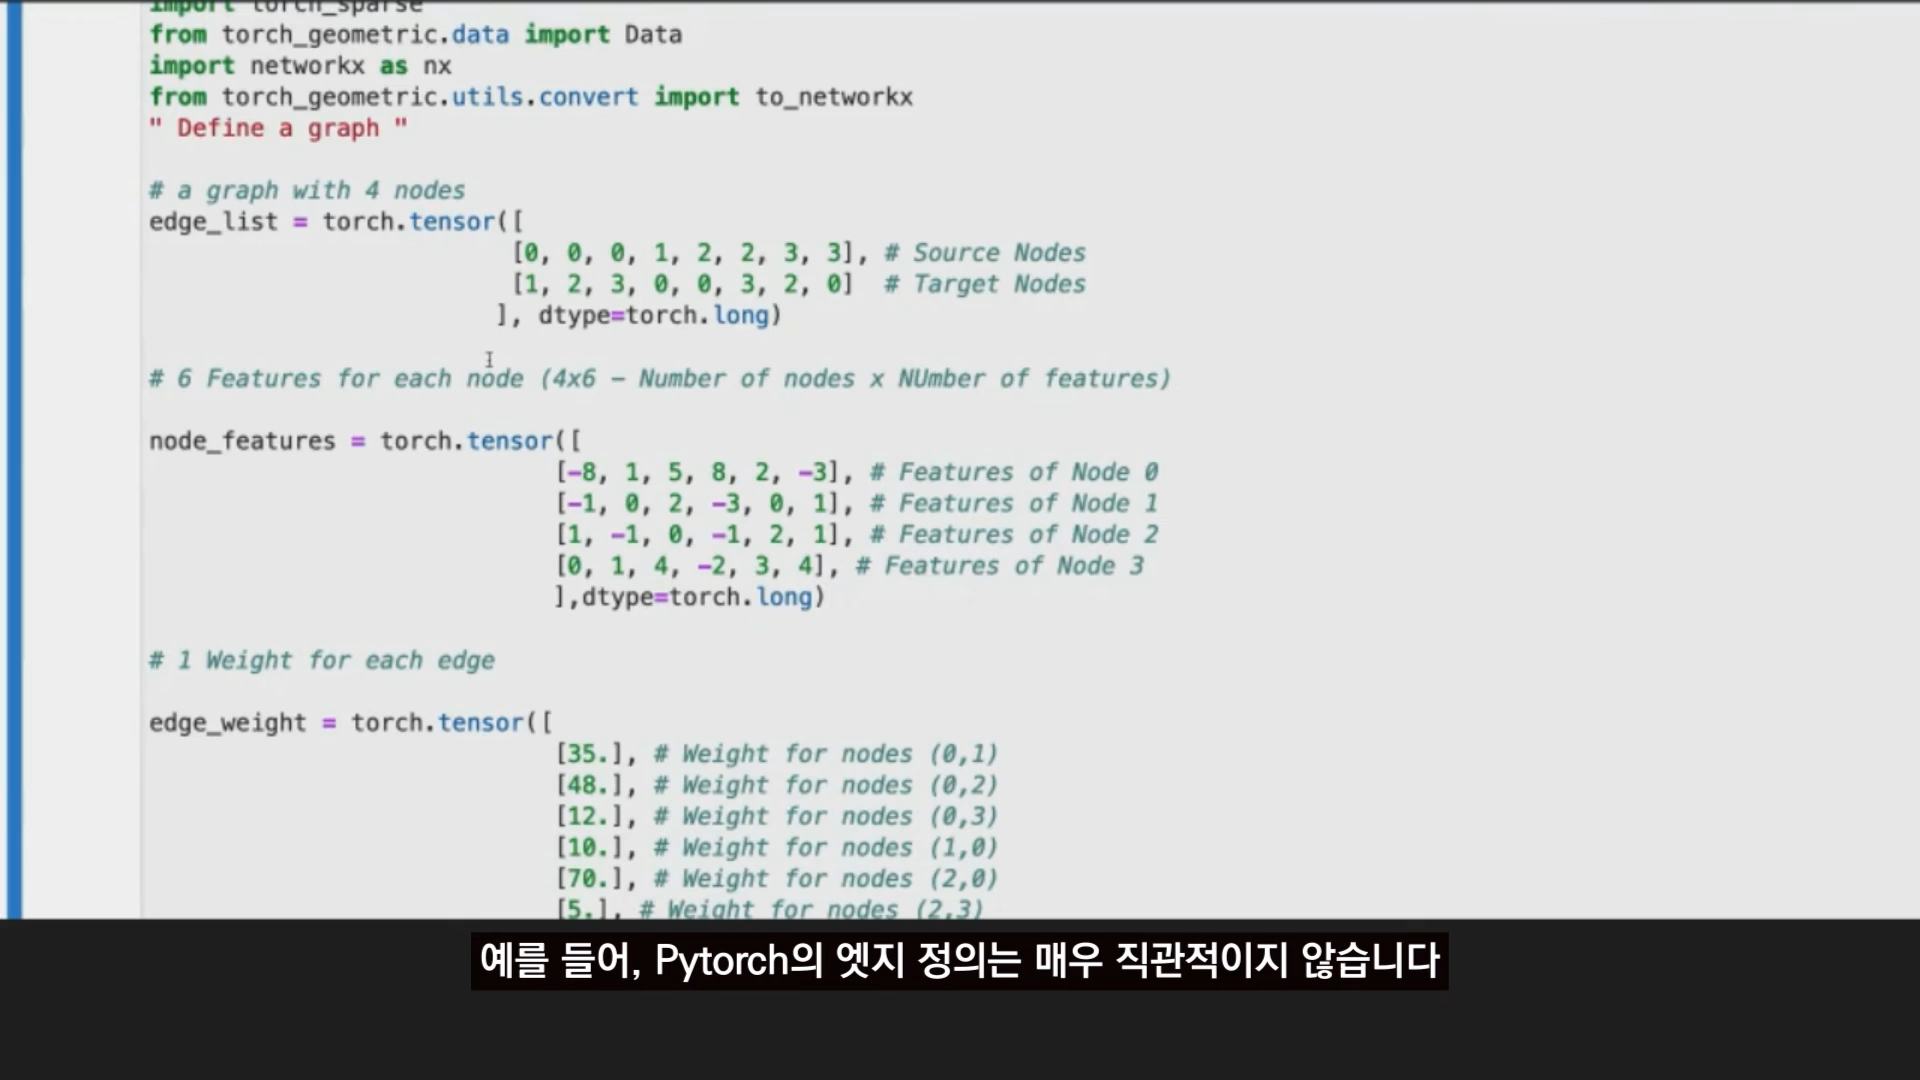 import torch_sparse
from torch_geometric.data import Data
import networkx as nx
from torch_geometric.utils.convert import to_networkx
" Define a graph "
# a graph with 4 nodes
edge_list = torch.tensor([
[0, 0, 0, 1, 2, 2, 3, 3], # Source Nodes
[1, 2, 3, 0, 0, 3, 2, 0] # Target Nodes
], dtype=torch.long)
# 6 Features for each node (4x6 – Number of nodes x NUmber of features)
node_features = torch.tensor([
[-8, 1, 5, 8, 2, -3], # Features of Node 0
[-1, 0, 2, -3, 0, 1], # Features of Node 1
[1, -1, 0, -1, 2, 1], # Features of Node 2
[0, 1, 4, -2, 3, 4], # Features of Node 3
],dtype=torch.long)
# 1 Weight for each edge
edge_weight = torch.tensor([
[35.], # Weight for nodes (0,1)
[48.], # Weight for nodes (0,2)
[12.], # Weight for nodes (0,3)
[10.], # Weight for nodes (1,0)
[70.], # Weight for nodes (2,0)
[5.], # Weight for nodes (2,3)
예를 들어, Pytorch의 엣지 정의는 매우 직관적이지 않습니다